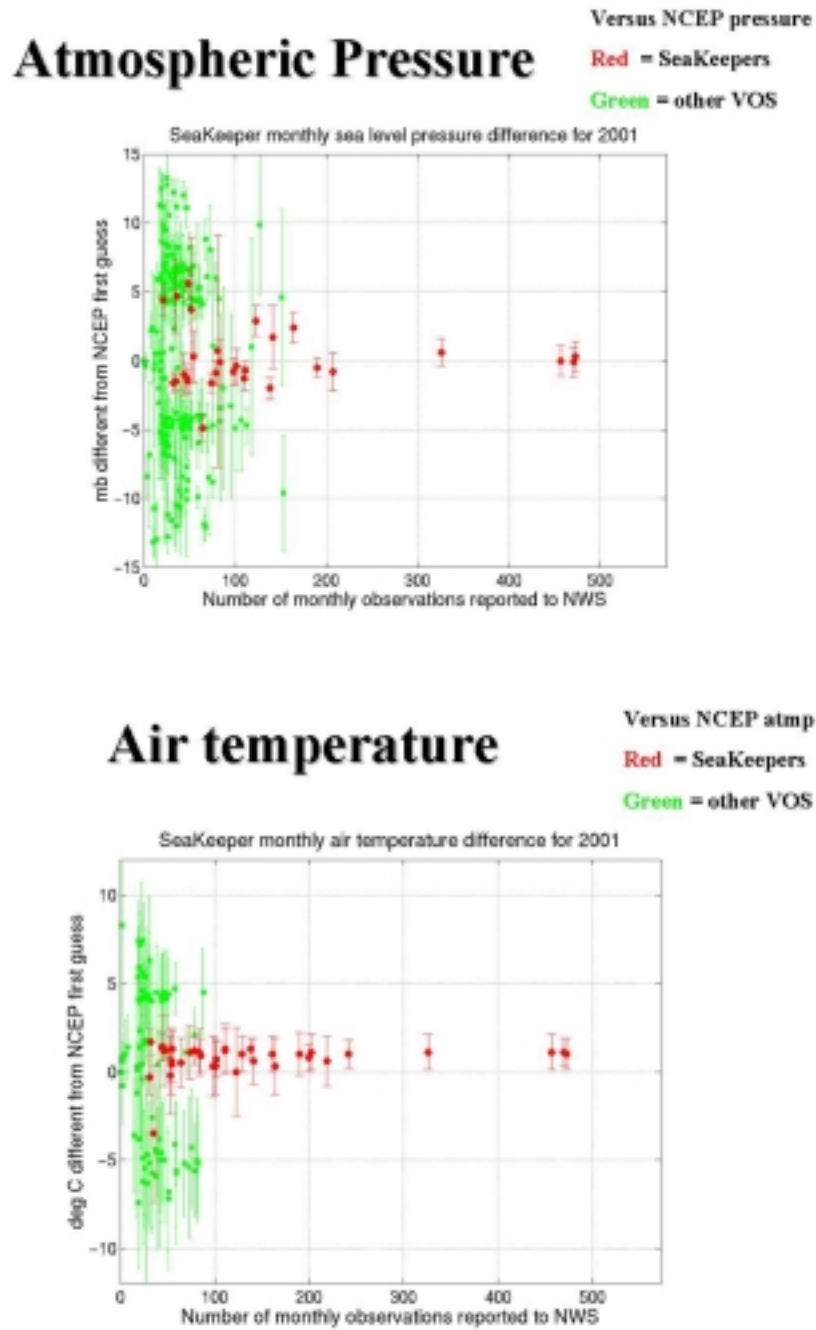 Atmospheric Pressure
Versus NCEP pressure
Red = SeaKeepers
Green = other VOS
SeaKeeper monthly sea level pressure difference for 2001
mb different from NCEP first guess
15
10
5
0
−5
−10
−15
0 100 200 300 400 500
Number of monthly observations reported to NWS
Air temperature
Versus NCEP atmp
Red = SeaKeepers
Green = other VOS
SeaKeeper monthly air temperature difference for 2001
deg C different from NCEP first guess
10
5
0
−5
−10
0 100 200 300 400 500
Number of monthly observations reported to NWS